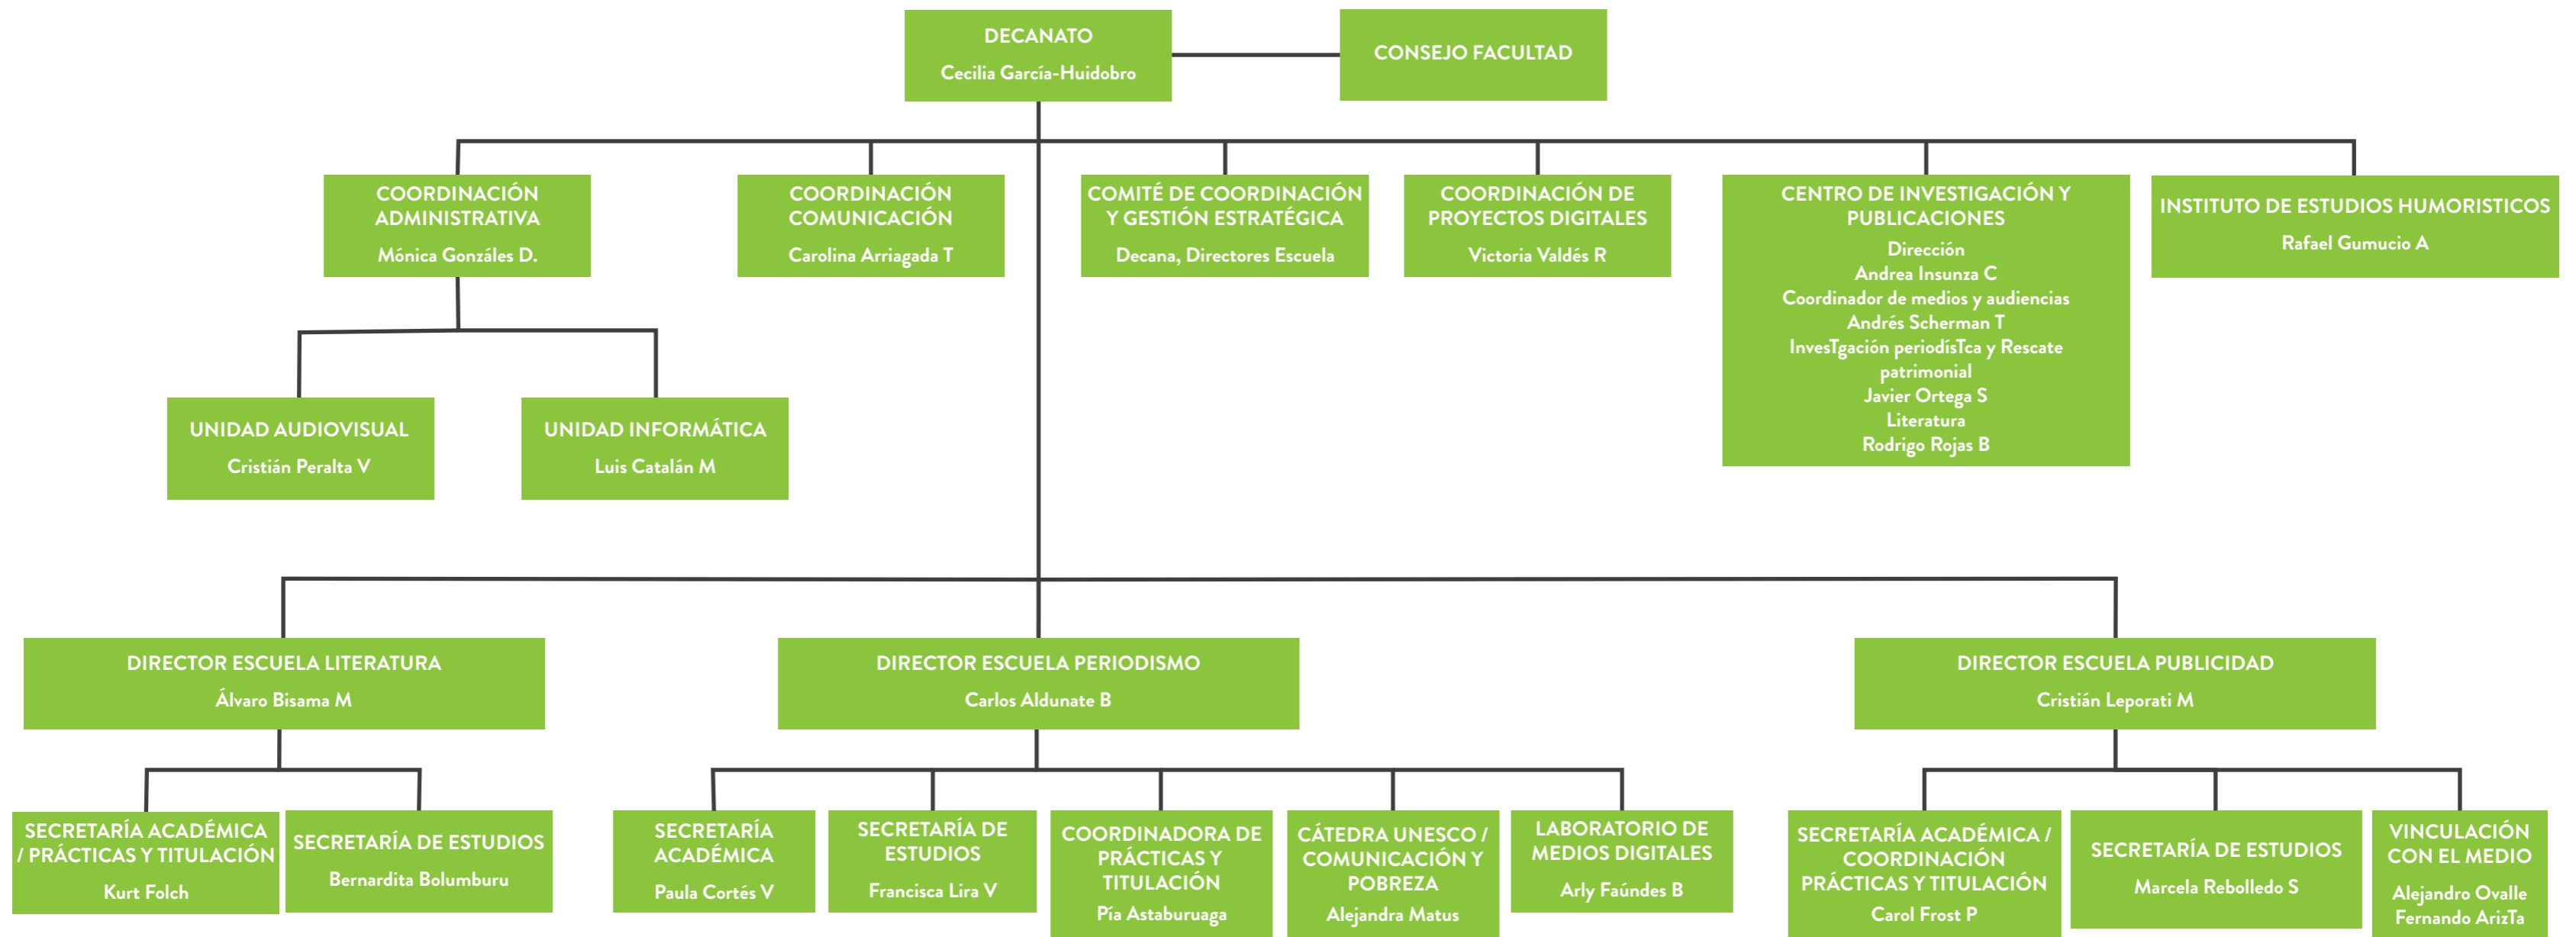 DECANATO
Cecilia García-Huidobro
CONSEJO FACULTAD
COORDINACIÓN
ADMINISTRATIVA
Mónica Gonzáles D.
COORDINACIÓN
COMUNICACIÓN
Carolina Arriagada T
COMITÉ DE COORDINACIÓN
Y GESTIÓN ESTRATÉGICA
Decana, Directores Escuela
COORDINACIÓN DE
PROYECTOS DIGITALES
Victoria Valdés R
CENTRO DE INVESTIGACIÓN Y
PUBLICACIONES
Dirección
Andrea Insunza C
Coordinador de medios y audiencias
Andrés Scherman T
InvesTgación periodísTca y Rescate
patrimonial
Javier Ortega S
Literatura
Rodrigo Rojas B
INSTITUTO DE ESTUDIOS HUMORISTICOS
Rafael Gumucio A
UNIDAD AUDIOVISUAL
Cristián Peralta V
UNIDAD INFORMÁTICA
Luis Catalán M
DIRECTOR ESCUELA LITERATURA
Álvaro Bisama M
DIRECTOR ESCUELA PERIODISMO
Carlos Aldunate B
DIRECTOR ESCUELA PUBLICIDAD
Cristián Leporati M
SECRETARÍA ACADÉMICA
/ PRÁCTICAS Y TITULACIÓN
Kurt Folch
SECRETARÍA DE ESTUDIOS
Bernardita Bolumburu
SECRETARÍA
ACADÉMICA
Paula Cortés V
SECRETARÍA DE
ESTUDIOS
Francisca Lira V
COORDINADORA DE
PRÁCTICAS Y
TITULACIÓN
Pía Astaburuaga
CÁTEDRA UNESCO /
COMUNICACIÓN Y
POBREZA
Alejandra Matus
LABORATORIO DE
MEDIOS DIGITALES
Arly Faúndes B
SECRETARÍA ACADÉMICA /
COORDINACIÓN
PRÁCTICAS Y TITULACIÓN
Carol Frost P
SECRETARÍA DE ESTUDIOS
Marcela Rebolledo S
VINCULACIÓN
CON EL MEDIO
Alejandro Ovalle
Fernando ArizTa